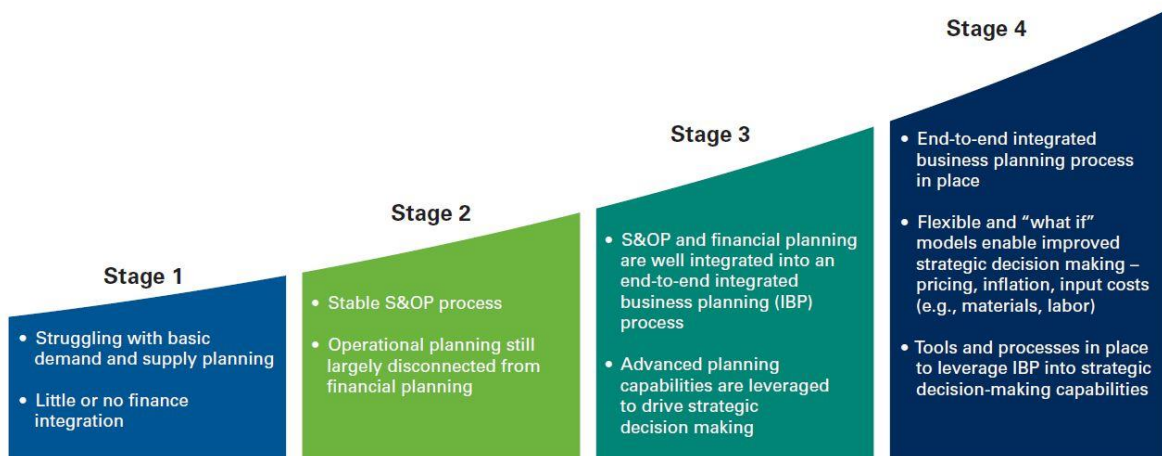 Stage 1
• Struggling with basic
demand and supply planning
• Little or no finance
integration
Stage 2
• Stable S&OP process
• Operational planning still
largely disconnected from
financial planning
Stage 3
• S&OP and financial planning
are well integrated into an
end-to-end integrated
business planning (IBP)
process
• Advanced planning
capabilities are leveraged
to drive strategic
decision making
Stage 4
• End-to-end integrated
business planning process
in place
• Flexible and “what if”
models enable improved
strategic decision making –
pricing, inflation, input costs
(e.g., materials, labor)
• Tools and processes in place
to leverage IBP into strategic
decision-making capabilities